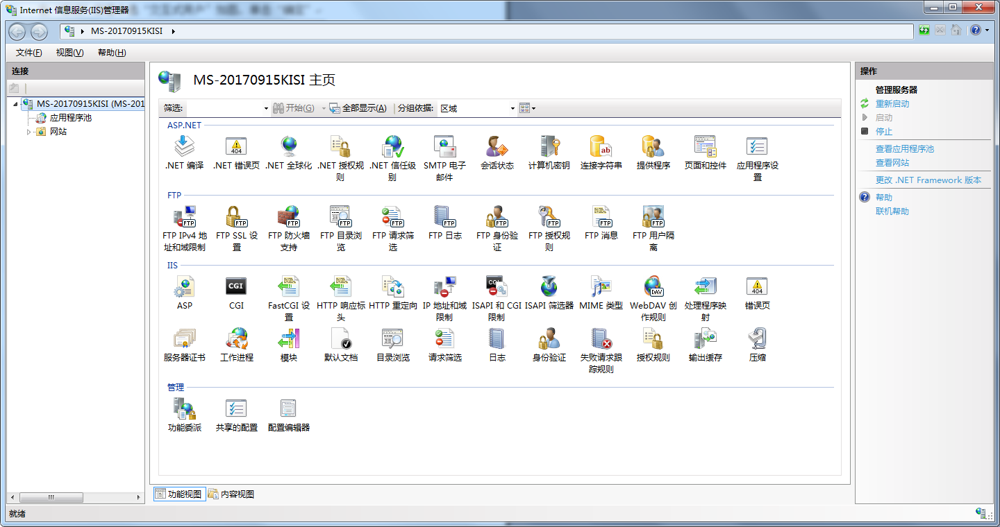 Internet 信息服务(IIS)管理器
MS-20170915KISI
文件(F) 视图(V) 帮助(H)
连接
MS-20170915KISI (MS-201
应用程序池
网站
MS-20170915KISI 主页
筛选: 开始(G) 全部显示(A) 分组依据: 区域
ASP.NET
.NET 编译
.NET 错误页
.NET 全球化
.NET 授权规
则
.NET 信任级
别
SMTP 电子
邮件
会话状态
计算机密钥
连接字符串
提供程序
页面和控件
应用程序设
置
FTP
FTP IPv4 地
址和域限制
FTP SSL 设
置
FTP 防火墙
支持
FTP 目录浏
览
FTP 请求筛
选
FTP 日志
FTP 身份验
证
FTP 授权规
则
FTP 消息
FTP 用户隔
离
IIS
ASP
CGI
CGI
FastCGI 设
置
HTTP 响应标
头
HTTP 重定向
IP 地址和域
限制
ISAPI 和 CGI
限制
ISAPI 筛选器
MIME 类型
WebDAV 创
作规则
处理程序映
射
错误页
服务器证书
工作进程
模块
默认文档
目录浏览
请求筛选
日志
身份验证
失败请求跟
踪规则
授权规则
输出缓存
压缩
管理
功能委派
共享的配置
配置编辑器
功能视图 内容视图
操作
管理服务器
重新启动
启动
停止
查看应用程序池
查看网站
更改 .NET Framework 版本
帮助
联机帮助
就绪